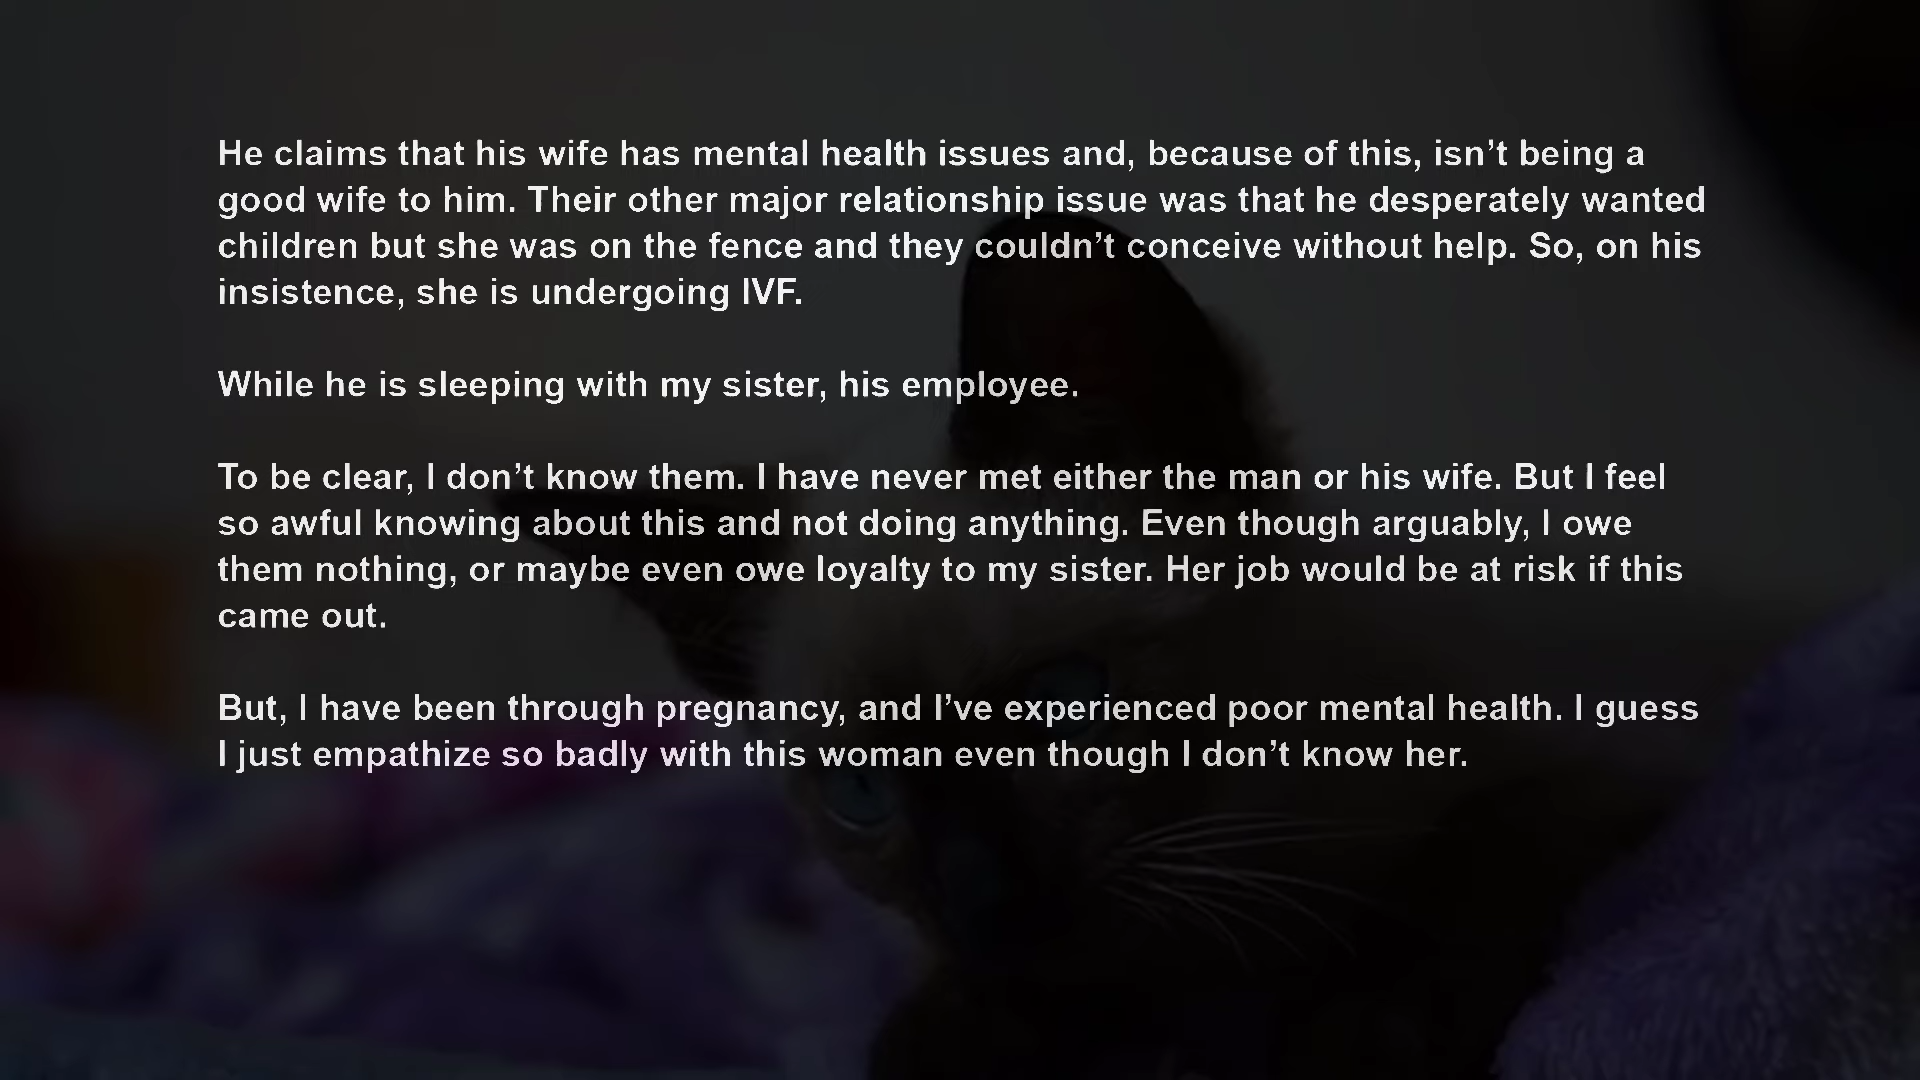 He claims that his wife has mental health issues and, because of this, isn’t being a
good wife to him. Their other major relationship issue was that he desperately wanted
children but she was on the fence and they couldn’t conceive without help. So, on his
insistence, she is undergoing IVF.
While he is sleeping with my sister, his employee.
To be clear, I don’t know them. I have never met either the man or his wife. But I feel
so awful knowing about this and not doing anything. Even though arguably, I owe
them nothing, or maybe even owe loyalty to my sister. Her job would be at risk if this
came out.
But, I have been through pregnancy, and I’ve experienced poor mental health. I guess
I just empathize so badly with this woman even though I don’t know her.